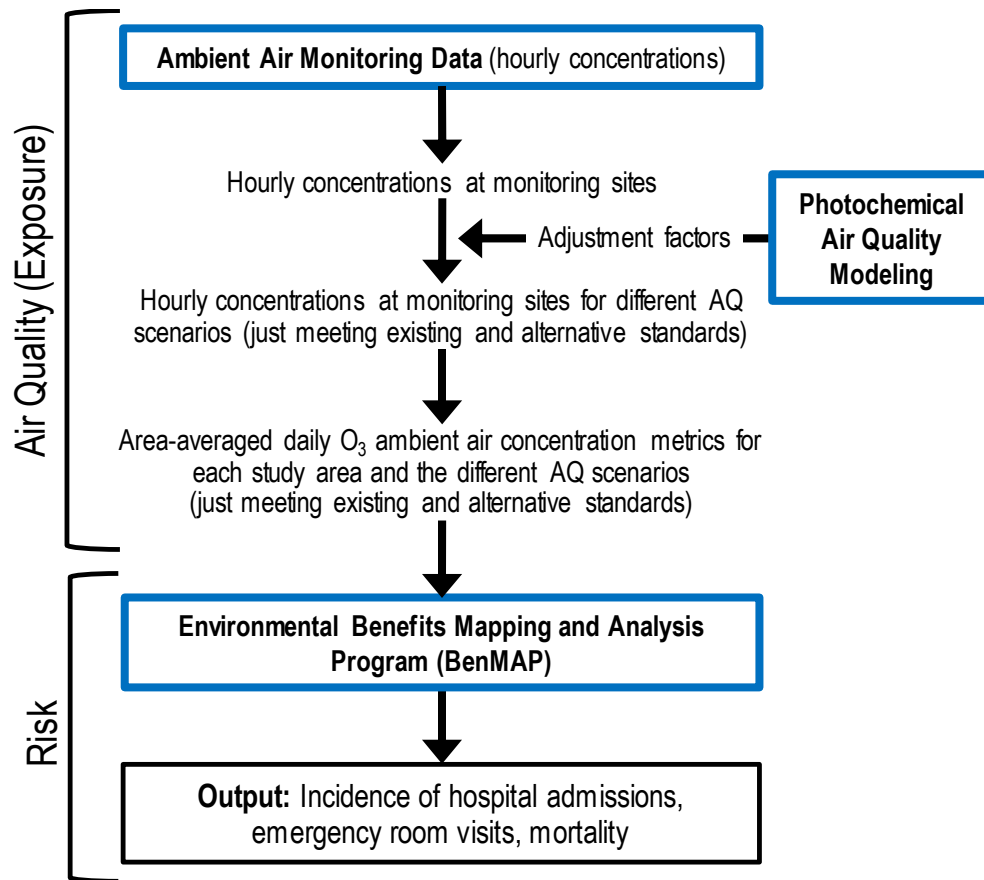 Ambient Air Monitoring Data (hourly concentrations)
Hourly concentrations at monitoring sites
Adjustment factors
Photochemical
Air Quality
Modeling
Hourly concentrations at monitoring sites for different AQ
scenarios (just meeting existing and alternative standards)
Area-averaged daily O₃ ambient air concentration metrics for
each study area and the different AQ scenarios
(just meeting existing and alternative standards)
Air Quality (Exposure)
Environmental Benefits Mapping and Analysis
Program (BenMAP)
Output: Incidence of hospital admissions,
emergency room visits, mortality
Risk